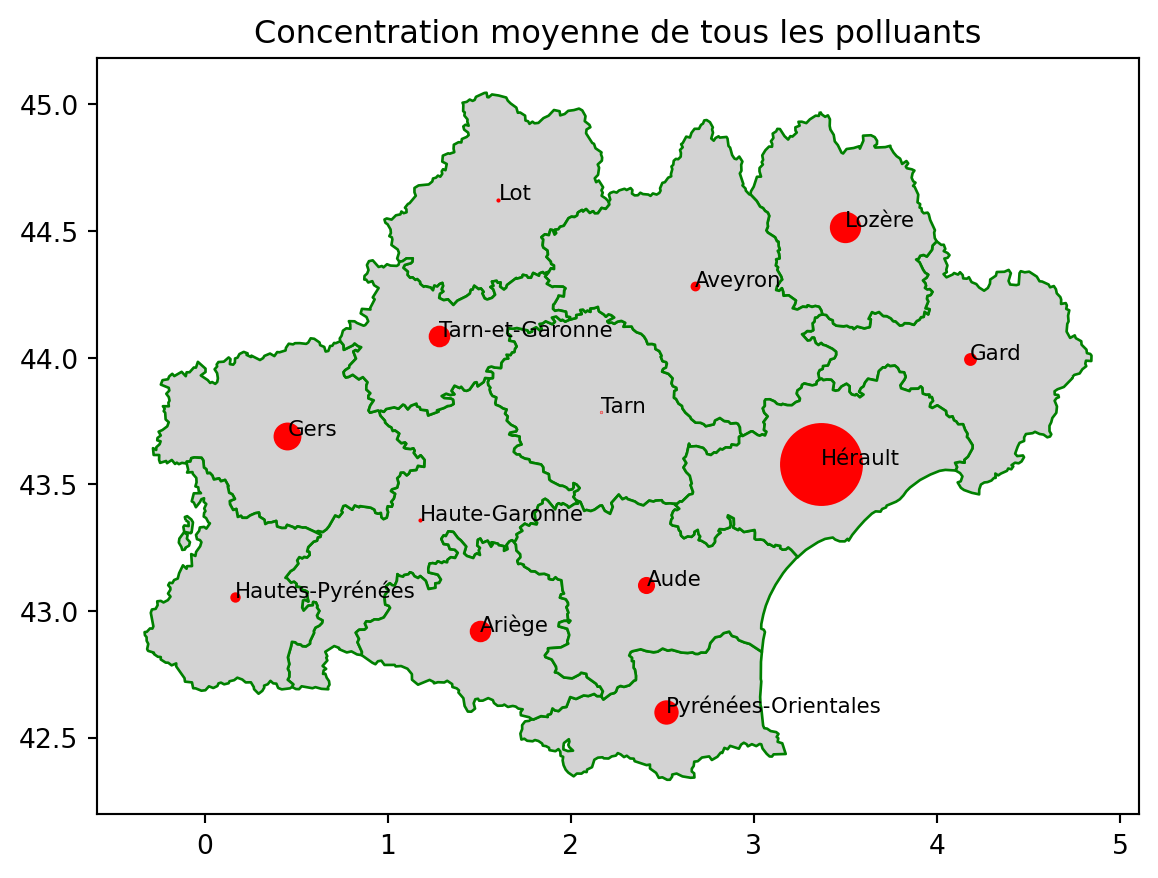 Concentration moyenne de tous les polluants
45.0
44.5
44.0
43.5
43.0
42.5
Lot
Lozère
Aveyron
Tarn-et-Garonne
Gard
Tarn
Gers
Hérault
Haute-Garonne
Aude
Hautes-Pyrénées
Ariège
Pyrénées-Orientales
0 1 2 3 4 5